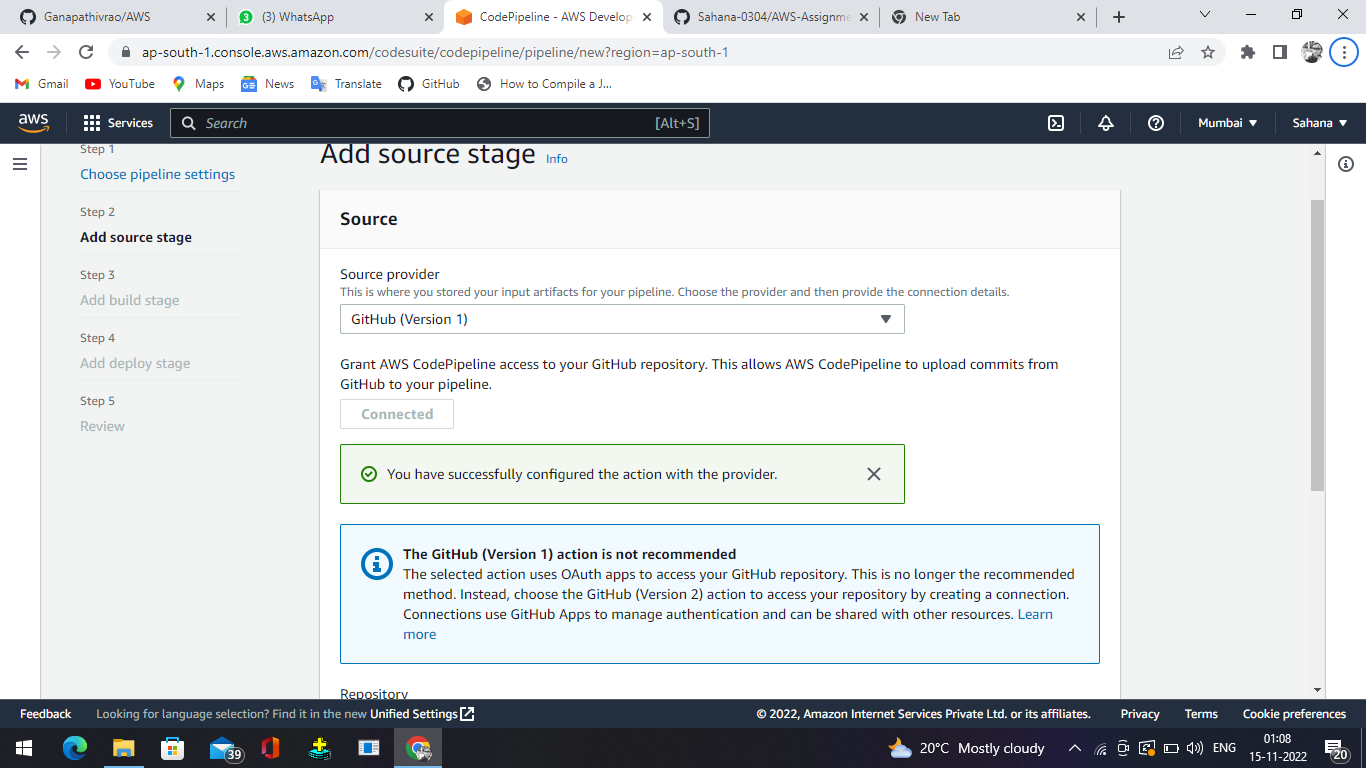 Ganapathivrao/AWS
(3) WhatsApp
CodePipeline - AWS Develop
Sahana-0304/AWS-Assignme
New Tab
ap-south-1.console.aws.amazon.com/codesuite/codepipeline/pipeline/new?region=ap-south-1
Gmail
YouTube
Maps
News
Translate
GitHub
How to Compile a J...
aws
Services
Search
[Alt+S]
Mumbai
Sahana
Step 1
Choose pipeline settings
Step 2
Add source stage
Step 3
Add build stage
Step 4
Add deploy stage
Step 5
Review
Add source stage Info
Source
Source provider
This is where you stored your input artifacts for your pipeline. Choose the provider and then provide the connection details.
GitHub (Version 1)
Grant AWS CodePipeline access to your GitHub repository. This allows AWS CodePipeline to upload commits from
GitHub to your pipeline.
Connected
You have successfully configured the action with the provider.
The GitHub (Version 1) action is not recommended
The selected action uses OAuth apps to access your GitHub repository. This is no longer the recommended
method. Instead, choose the GitHub (Version 2) action to access your repository by creating a connection.
Connections use GitHub Apps to manage authentication and can be shared with other resources. Learn
more
Repository
Feedback
Looking for language selection? Find it in the new Unified Settings
© 2022, Amazon Internet Services Private Ltd. or its affiliates.
Privacy
Terms
Cookie preferences
39
20°C Mostly cloudy
ENG
01:08
15-11-2022
20